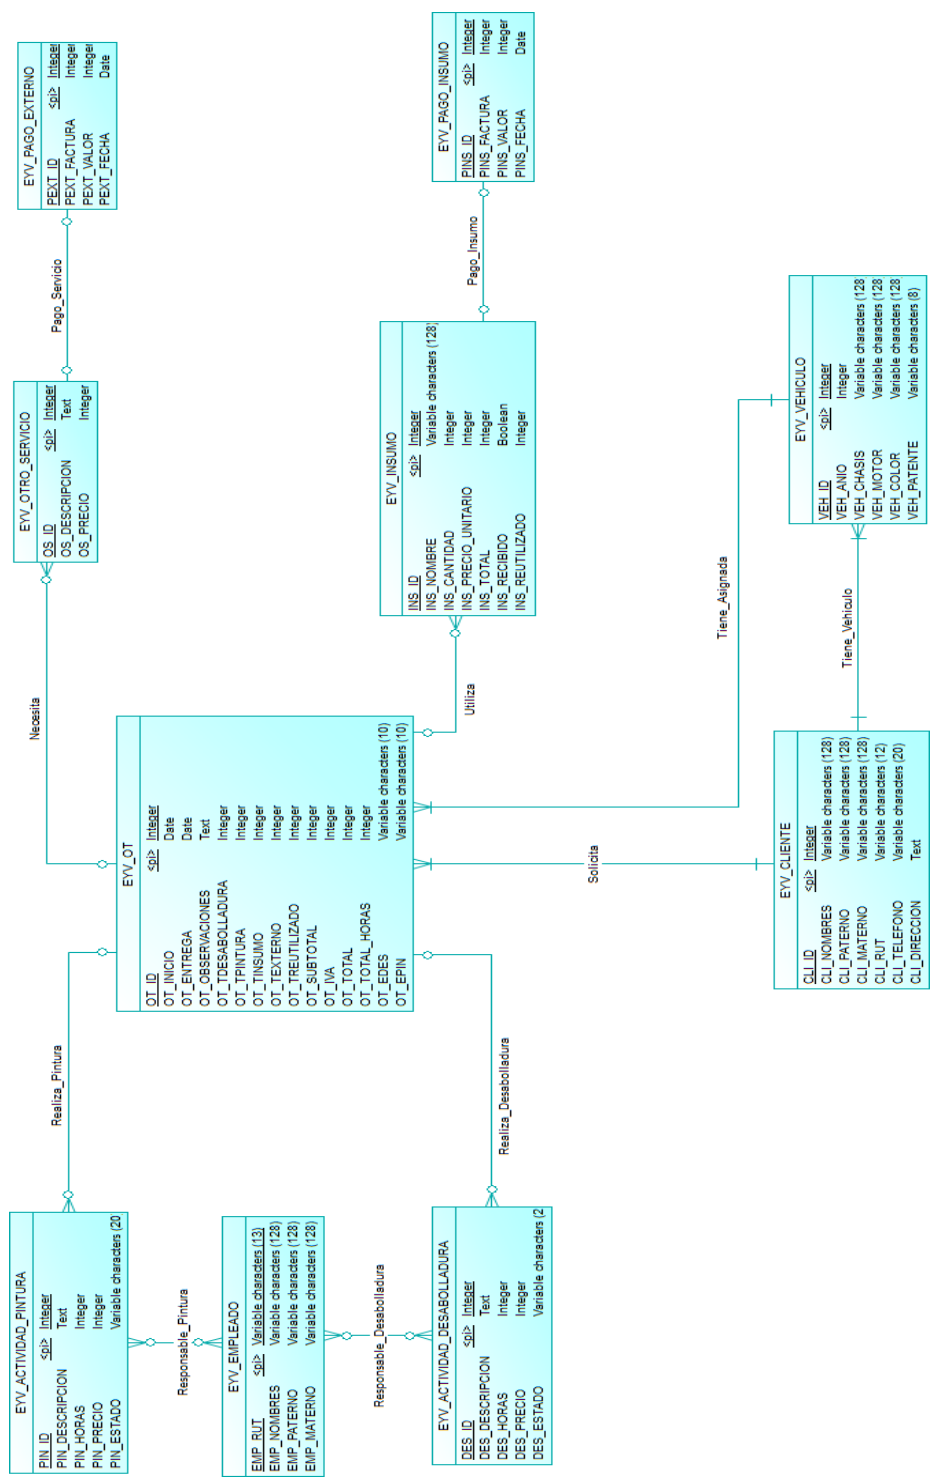 EYV_ACTIVIDAD_PINTURA
PIN_ID <pi> Integer
PIN_DESCRIPCION Text
PIN_HORAS Integer
PIN_PRECIO Integer
PIN_ESTADO Variable characters (20
Realiza_Pintura
Necesita
EYV_OTRO_SERVICIO
OS_ID <pi> Integer
OS_DESCRIPCION Text
OS_PRECIO Integer
Pago_Servicio
EYV_PAGO_EXTERNO
PEXT_ID <pi> Integer
PEXT_FACTURA Integer
PEXT_VALOR Integer
PEXT_FECHA Date
Responsable_Pintura
EYV_EMPLEADO
EMP_RUT <pi> Variable characters (13)
EMP_NOMBRES Variable characters (128)
EMP_PATERNO Variable characters (128)
EMP_MATERNO Variable characters (128)
Responsable_Desabolladura
EYV_OT
OT_ID <pi> Integer
OT_INICIO Date
OT_ENTREGA Date
OT_OBSERVACIONES Text
OT_TDESABOLLADURA Integer
OT_TPINTURA Integer
OT_TINSUMO Integer
OT_TEXTERNO Integer
OT_TREUTILIZADO Integer
OT_SUBTOTAL Integer
OT_IVA Integer
OT_TOTAL Integer
OT_TOTAL_HORAS Integer
OT_EDES Variable characters (10)
OT_EPIN Variable characters (10)
EYV_ACTIVIDAD_DESABOLLADURA
DES_ID <pi> Integer
DES_DESCRIPCION Text
DES_HORAS Integer
DES_PRECIO Integer
DES_ESTADO Variable characters (2
Realiza_Desabolladura
Utiliza
EYV_INSUMO
INS_ID <pi> Integer
INS_NOMBRE Variable characters (128)
INS_CANTIDAD Integer
INS_PRECIO_UNITARIO Integer
INS_TOTAL Integer
INS_RECIBIDO Boolean
INS_REUTILIZADO Integer
Pago_Insumo
EYV_PAGO_INSUMO
PINS_ID <pi> Integer
PINS_FACTURA Integer
PINS_VALOR Integer
PINS_FECHA Date
Solicita
Tiene_Asignada
EYV_CLIENTE
CLI_ID <pi> Integer
CLI_NOMBRES Variable characters (128)
CLI_PATERNO Variable characters (128)
CLI_MATERNO Variable characters (128)
CLI_RUT Variable characters (12)
CLI_TELEFONO Variable characters (20)
CLI_DIRECCION Text
Tiene_Vehiculo
EYV_VEHICULO
VEH_ID <pi> Integer
VEH_ANIO Integer
VEH_CHASIS Variable characters (128
VEH_MOTOR Variable characters (128
VEH_COLOR Variable characters (128
VEH_PATENTE Variable characters (8)